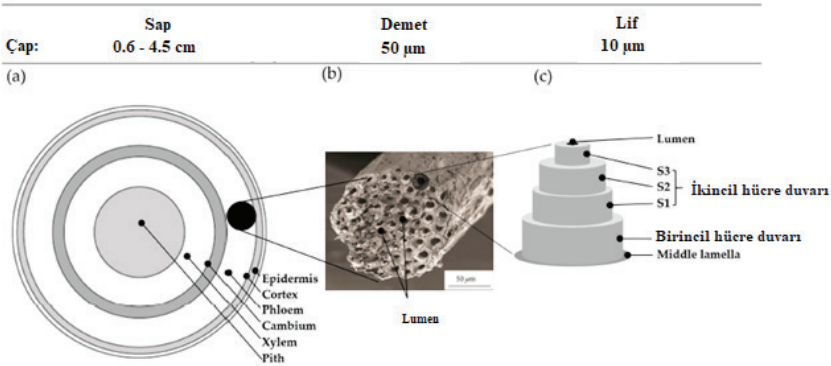 Sap Demet Lif
Çap: 0.6 - 4.5 cm 50 µm 10 µm
(a) (b) (c)
Epidermis
Cortex
Phloem
Cambium
Xylem
Pith
50 µm
Lumen
Lumen
S3
S2
S1
İkincil hücre duvarı
Birincil hücre duvarı
Middle lamella